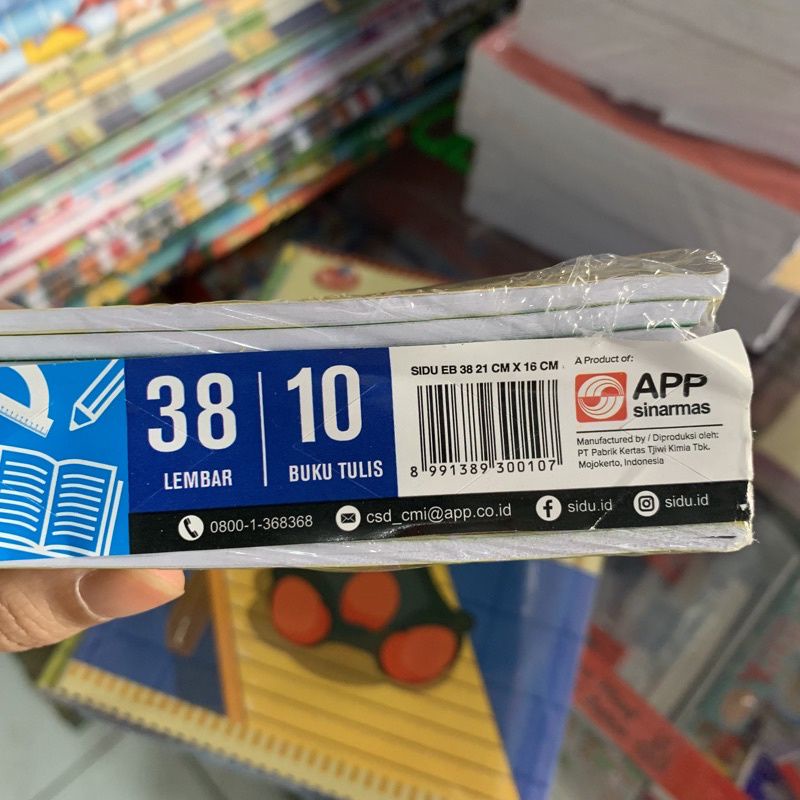 38
LEMBAR
10
BUKU TULIS
SIDU EB 38 21 CM X 16 CM
8 991389 300107
A Product of:
APP
sinarmas
Manufactured by / Diproduksi oleh:
PT Pabrik Kertas Tjiwi Kimia Tbk.
Mojokerto, Indonesia
0800-1-368368
csd_cmi@app.co.id
sidu.id
sidu.id